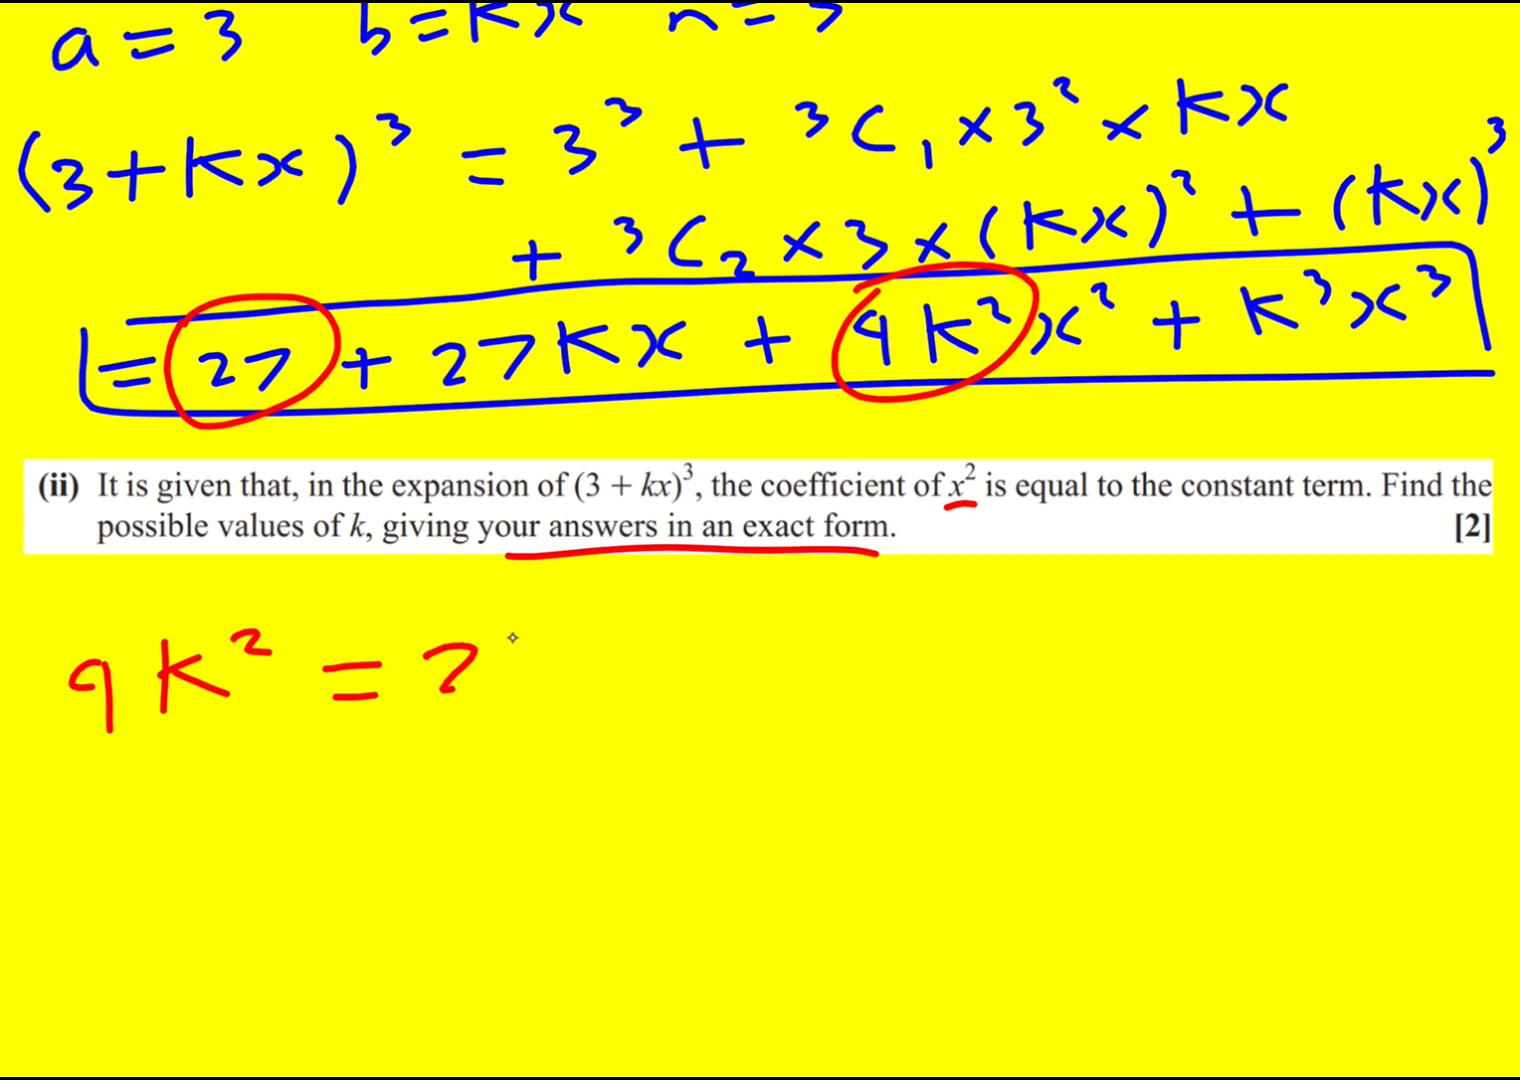 a = 3 b = kx n = 3
(3 + kx)³ = 3³ + ³C₁ × 3² × kx
+ ³C₂ × 3 × (kx)² + (kx)³
= 27 + 27kx + 9k²x² + k³x³
(ii) It is given that, in the expansion of (3 + kx)³, the coefficient of x² is equal to the constant term. Find the
possible values of k, giving your answers in an exact form. [2]
9k² = 2